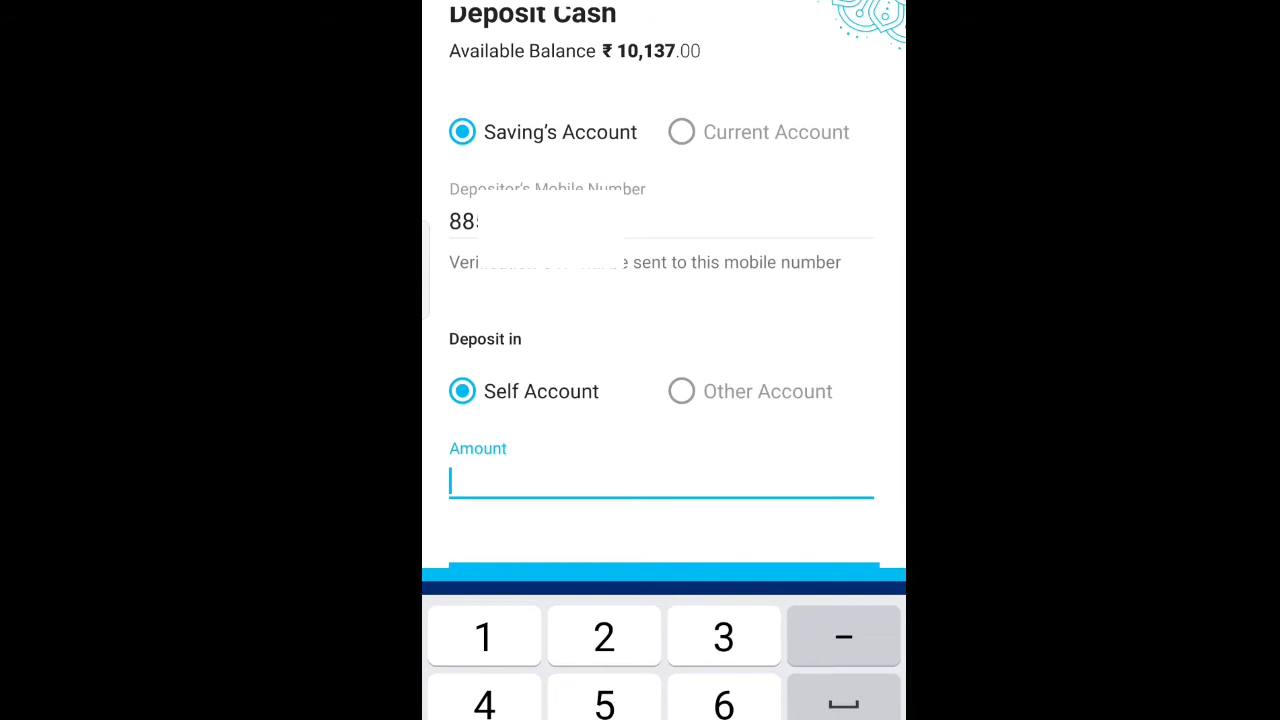 Deposit Cash
Available Balance ₹ 10,137.00
Saving's Account Current Account
Depositor's Mobile Number
88
sent to this mobile number
Deposit in
Self Account Other Account
Amount
1 2 3 –
4 5 6